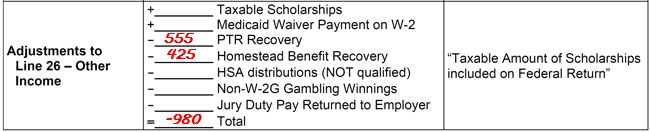 + Taxable Scholarships
+ Medicaid Waiver Payment on W-2
- 555 PTR Recovery
Adjustments to
Line 26 – Other
Income
- 425 Homestead Benefit Recovery
- HSA distributions (NOT qualified)
- Non-W-2G Gambling Winnings
- Jury Duty Pay Returned to Employer
= -980 Total
“Taxable Amount of Scholarships
included on Federal Return”